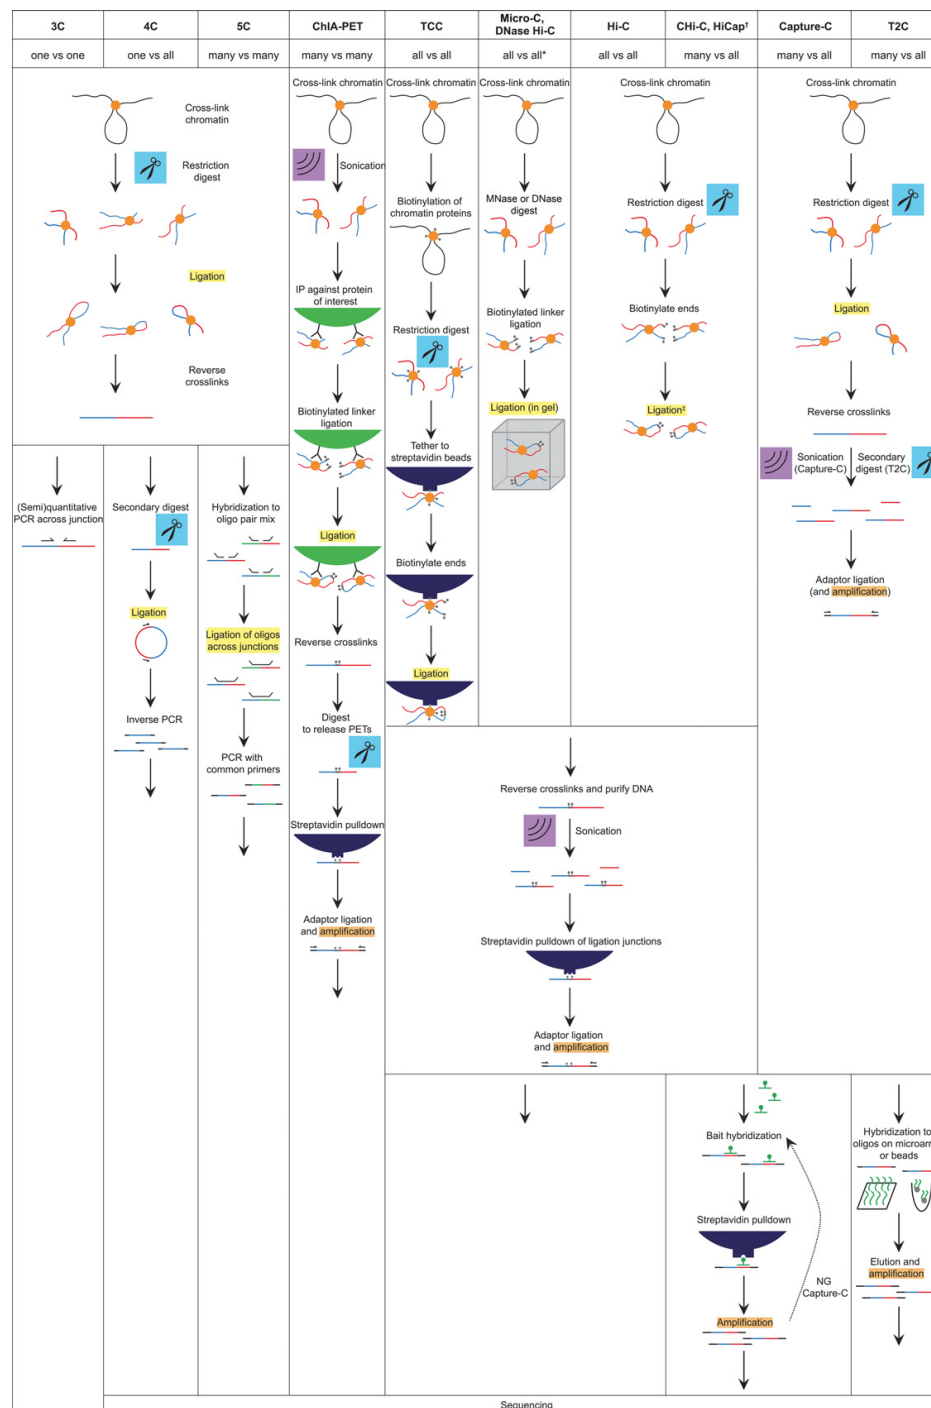 3C
4C
5C
ChIA-PET
TCC
Micro-C,
DNase Hi-C
Hi-C
CHi-C, HiCap†
Capture-C
T2C
one vs one
one vs all
many vs many
many vs many
all vs all
all vs all*
all vs all
many vs all
many vs all
many vs all
Cross-link
chromatin
Restriction
digest
Ligation
Reverse
crosslinks
(Semi)quantitative
PCR across junction
Secondary digest
Ligation
Inverse PCR
Hybridization to
oligo pair mix
Ligation of oligos
across junctions
PCR with
common primers
Cross-link chromatin
Sonication
IP against protein
of interest
Biotinylated linker
ligation
Ligation
Reverse crosslinks
Digest
to release PETs
Streptavidin pulldown
Adaptor ligation
and amplification
Cross-link chromatin
Biotinylation of
chromatin proteins
Restriction digest
Tether to
streptavidin beads
Biotinylate ends
Ligation
Cross-link chromatin
MNase or DNase
digest
Biotinylated linker
ligation
Ligation (in gel)
Cross-link chromatin
Restriction digest
Biotinylate ends
Ligation‡
Reverse crosslinks and purify DNA
Sonication
Streptavidin pulldown of ligation junctions
Adaptor ligation
and amplification
Bait hybridization
Streptavidin pulldown
NG
Capture-C
Amplification
Cross-link chromatin
Restriction digest
Ligation
Reverse crosslinks
Sonication
(Capture-C)
Secondary
digest (T2C)
Adaptor ligation
(and amplification)
Hybridization to
oligos on microarr
or beads
Elution and
amplification
Sequencing